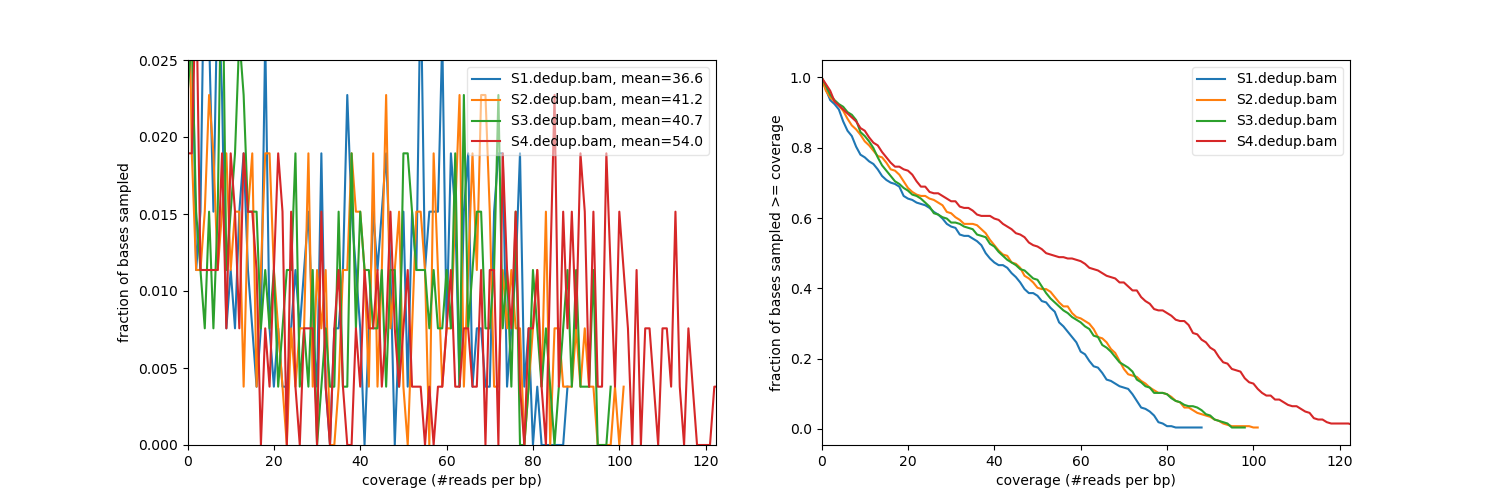 0.025
0.020
0.015
0.010
0.005
0.000
fraction of bases sampled
0 20 40 60 80 100 120
coverage (#reads per bp)
S1.dedup.bam, mean=36.6
S2.dedup.bam, mean=41.2
S3.dedup.bam, mean=40.7
S4.dedup.bam, mean=54.0
1.0
0.8
0.6
0.4
0.2
0.0
fraction of bases sampled >= coverage
0 20 40 60 80 100 120
coverage (#reads per bp)
S1.dedup.bam
S2.dedup.bam
S3.dedup.bam
S4.dedup.bam